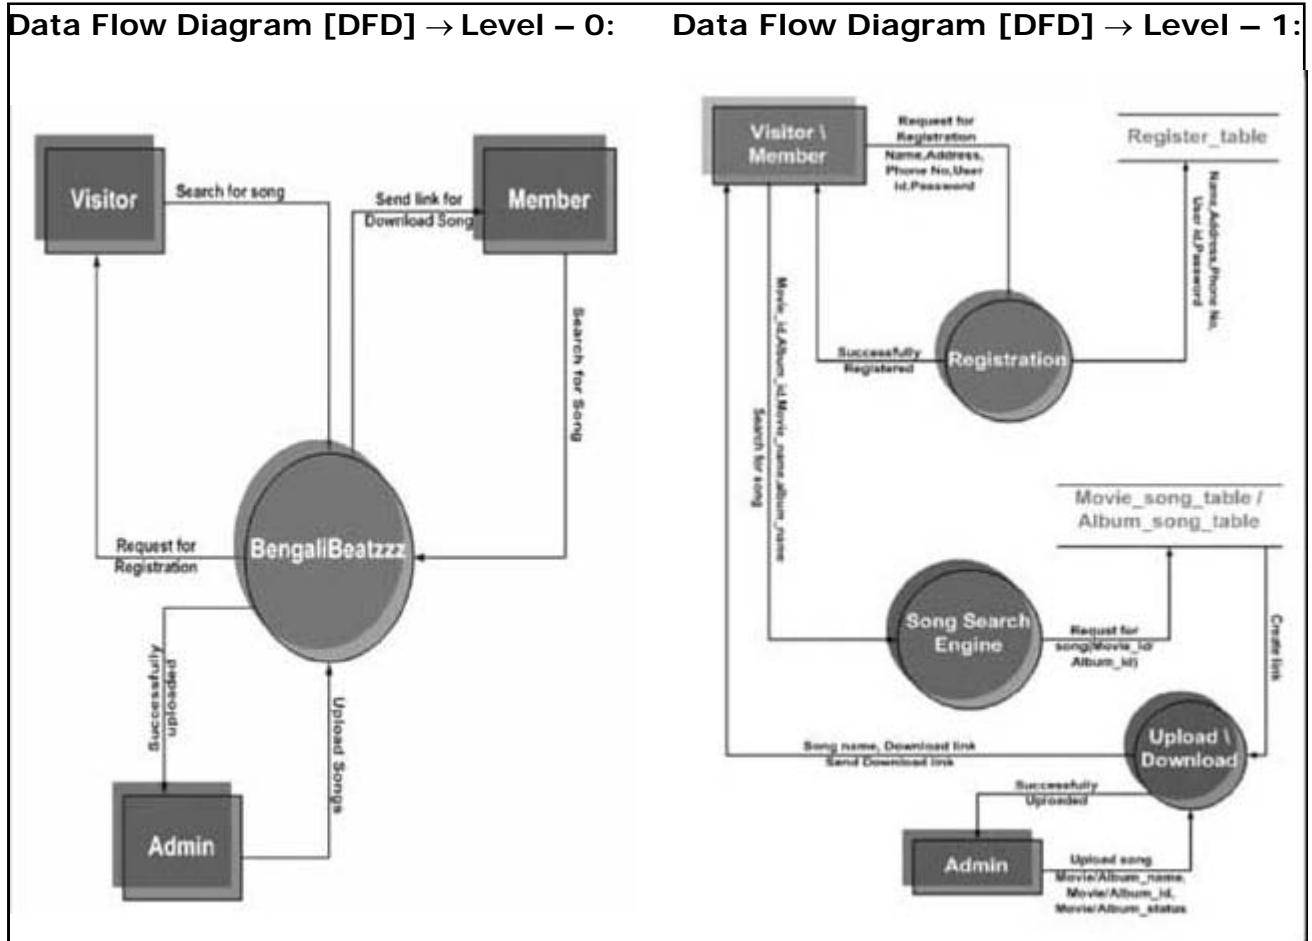 Data Flow Diagram [DFD] → Level – 0:
Visitor
Search for song
Send link for
Download Song
Member
Search for Song
Request for
Registration
BengaliBeatzzz
Successfully
uploaded
Upload Songs
Admin
Data Flow Diagram [DFD] → Level – 1:
Visitor \
Member
Request for
Registration
Name,Address,
Phone No,User
Id,Password
Register_table
Name,Address,Phone No,
User id,Password
Successfully
Registered
Registration
Movie_id,Album_id,Movie_name,album_name
Search for song
Movie_song_table /
Album_song_table
Song Search
Engine
Requst for
song(Movie_id/
Album_id)
Create link
Upload \
Download
Song name, Download link
Send Download link
Successfully
Uploaded
Admin
Upload song
Movie/Album_name,
Movie/Album_id,
Movie/Album_status